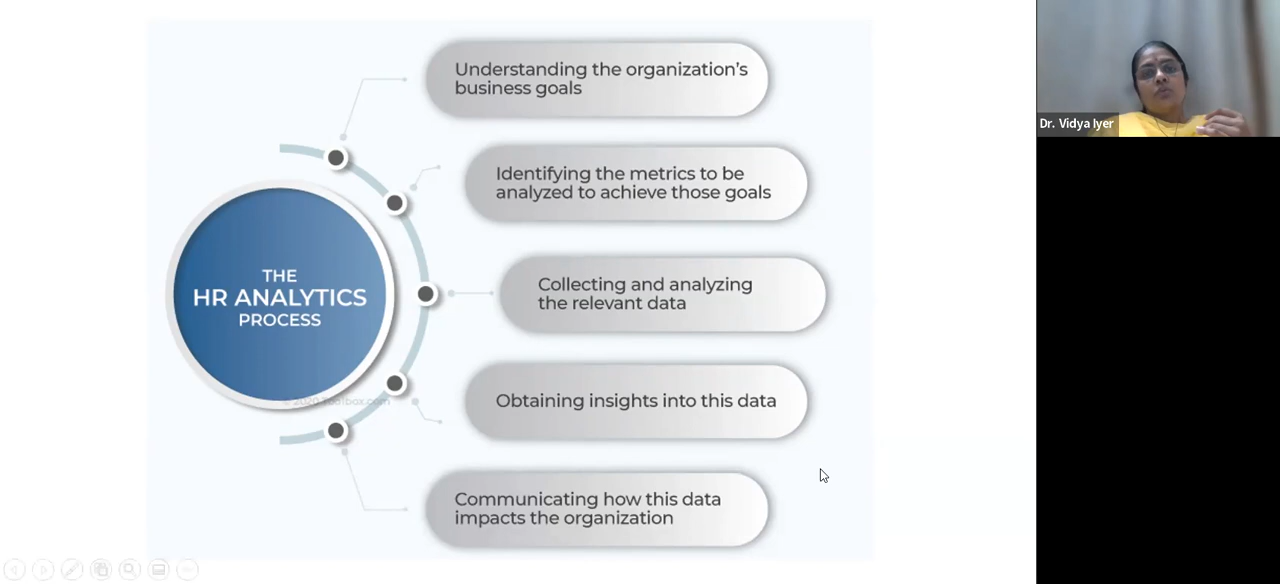 Understanding the organization's
business goals
Identifying the metrics to be
analyzed to achieve those goals
THE
HR ANALYTICS
PROCESS
Collecting and analyzing
the relevant data
Obtaining insights into this data
Communicating how this data
impacts the organization
Dr. Vidya Iyer